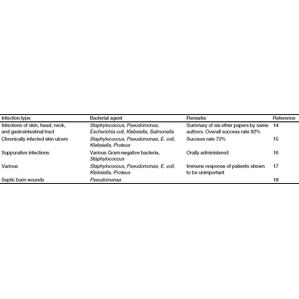 Infection type Bacterial agent Remarks Reference
Infections of skin, head, neck, Staphylococcus, Pseudomonas, Summary of six other papers by same 14
and gastrointestinal tract Escherichia coli, Klebsiella, Salmonella authors. Overall success rate 92%
Chronically infected skin ulcers Staphylococcus, Pseudomonas, E. coli, Success rate 72% 15
Klebsiella, Proteus
Suppurative infections Various Gram-negative bacteria, Orally administered 16
Staphylococcus
Various Staphylococcus, Pseudomonas, E. coli, Immune response of patients shown 17
Klebsiella, Proteus to be unimportant
Septic burn wounds Pseudomonas 18